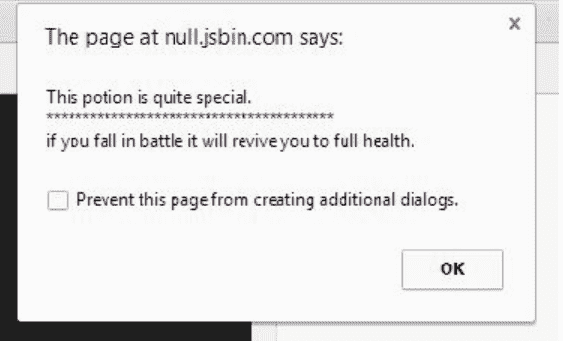 The page at null.jsbin.com says:
x
This potion is quite special.
****************************************
if you fall in battle it will revive you to full health.
Prevent this page from creating additional dialogs.
OK